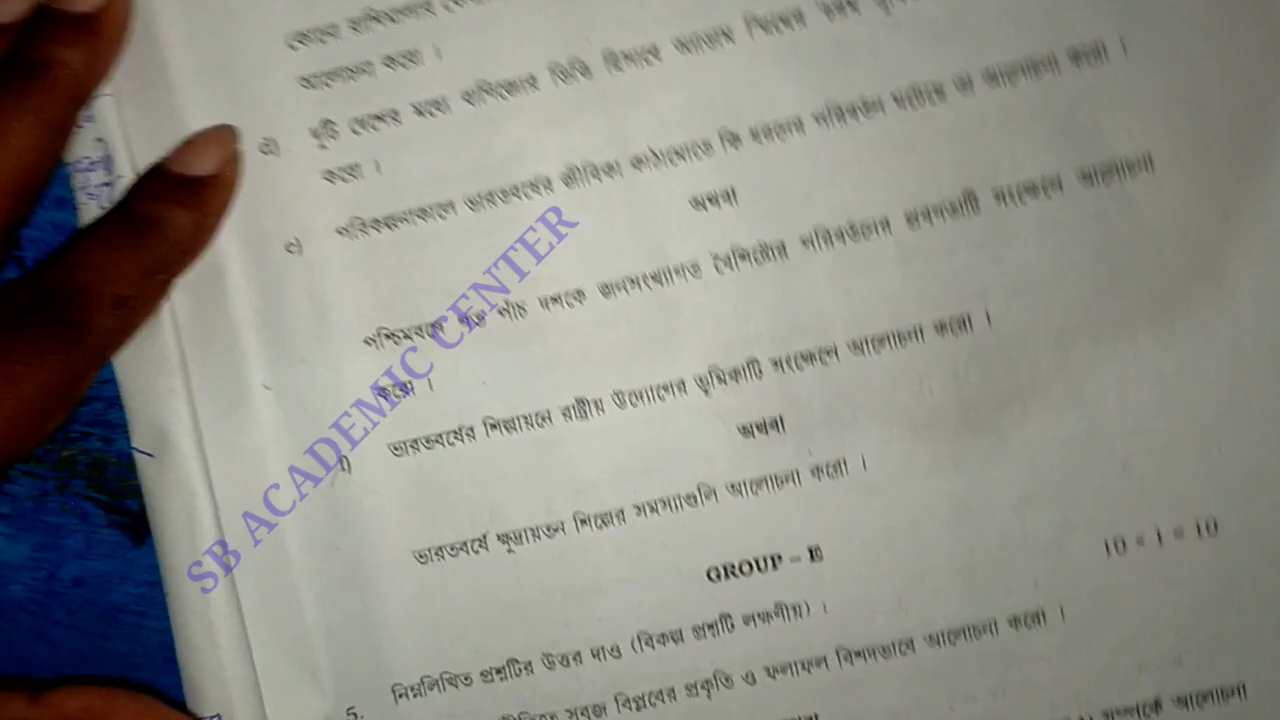 আলোচনা করো ।
d) দুটি দেশের মধ্যে বাণিজ্যের ভিত্তি হিসাবে
করো ।
e) পরিকল্পনাকালে ভারতবর্ষের জীবিকা কাঠামোতে কি ধরনের পরিবর্তন ঘটেছে তা আলোচনা করো ।
অথবা
পশ্চিমবঙ্গে গত পাঁচ দশকে জনসংখ্যাগত বৈশিষ্ট্যের পরিবর্তনের প্রবণতাটি সংক্ষেপে আলোচনা
করো ।
f) ভারতবর্ষের শিল্পায়নে রাষ্ট্রীয় উদ্যোগের ভূমিকাটি সংক্ষেপে আলোচনা করো ।
অথবা
ভারতবর্ষে ক্ষুদ্রায়তন শিল্পের সমস্যাগুলি আলোচনা করো ।
GROUP – E
5. নিম্নলিখিত প্রশ্নটির উত্তর দাও (বিকল্প প্রশ্নটি লক্ষণীয়) । 10 × 1 = 10
সবুজ বিপ্লবের প্রকৃতি ও ফলাফল বিশদভাবে আলোচনা করো ।
সম্পর্কে আলোচনা
SB ACADEMIC CENTER